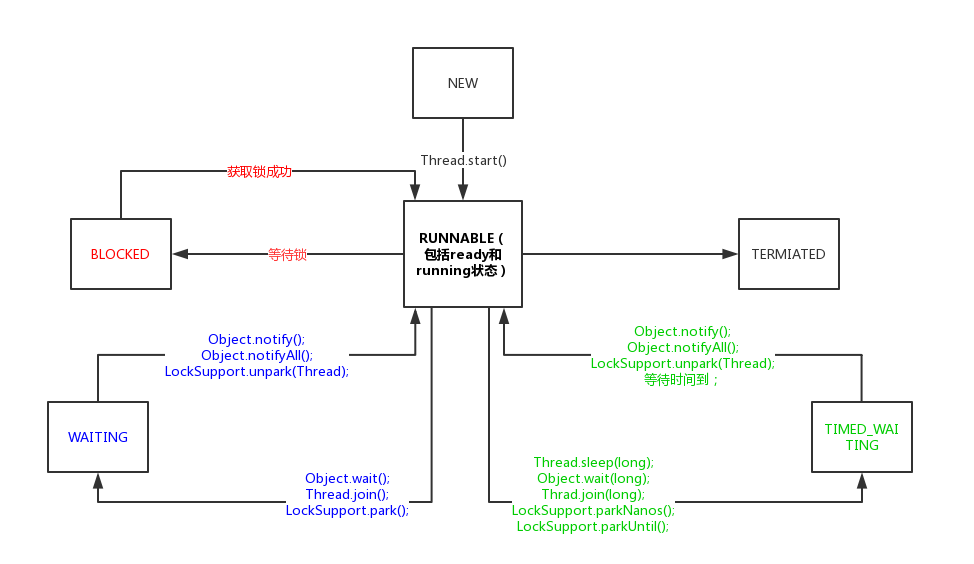 NEW
Thread.start()
获取锁成功
BLOCKED
等待锁
RUNNABLE（
包括ready和
running状态）
TERMIATED
Object.notify();
Object.notifyAll();
LockSupport.unpark(Thread);
Object.notify();
Object.notifyAll();
LockSupport.unpark(Thread);
等待时间到；
WAITING
TIMED_WAI
TING
Object.wait();
Thread.join();
LockSupport.park();
Thread.sleep(long);
Object.wait(long);
Thrad.join(long);
LockSupport.parkNanos();
LockSupport.parkUntil();